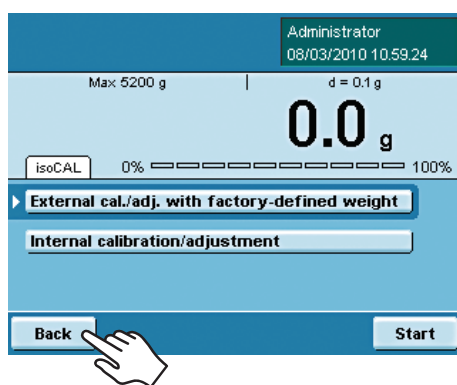 Administrator
08/03/2010 10.59.24
Max 5200 g d = 0.1 g
0.0 g
isoCAL 0% 100%
External cal./adj. with factory-defined weight
Internal calibration/adjustment
Back Start